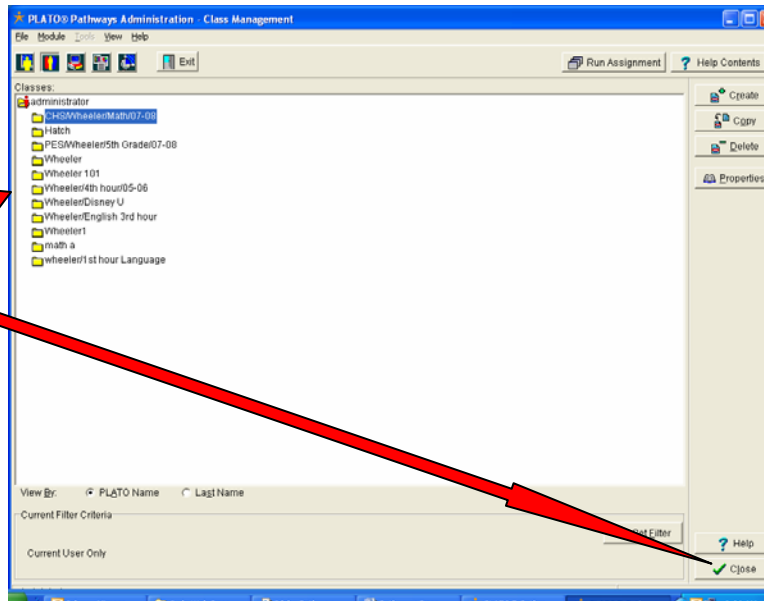 PLATO® Pathways Administration - Class Management
File Module Tools View Help
Exit Run Assignment ? Help Contents
Classes:
administrator
CHS/Wheeler/Math/07-08
Hatch
PES/Wheeler/5th Grade/07-08
Wheeler
Wheeler 101
Wheeler/4th hour/05-06
Wheeler/Disney U
Wheeler/English 3rd hour
Wheeler1
math a
wheeler/1st hour Language
Create
Copy
Delete
Properties
View By: PLATO Name Last Name
Current Filter Criteria
Filter
Current User Only
? Help
Close